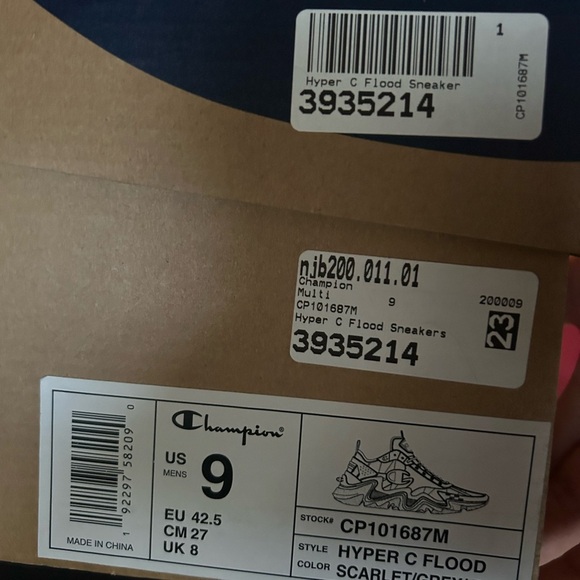 1
Hyper C Flood Sneaker
3935214
CP101687M
njb200.011.01
Champion
Multi 9 200009
CP101687M
Hyper C Flood Sneakers
3935214
23
Champion®
US
MENS
9
EU 42.5
CM 27
UK 8
1 92297 58209 0
MADE IN CHINA
STOCK# CP101687M
STYLE HYPER C FLOOD
COLOR